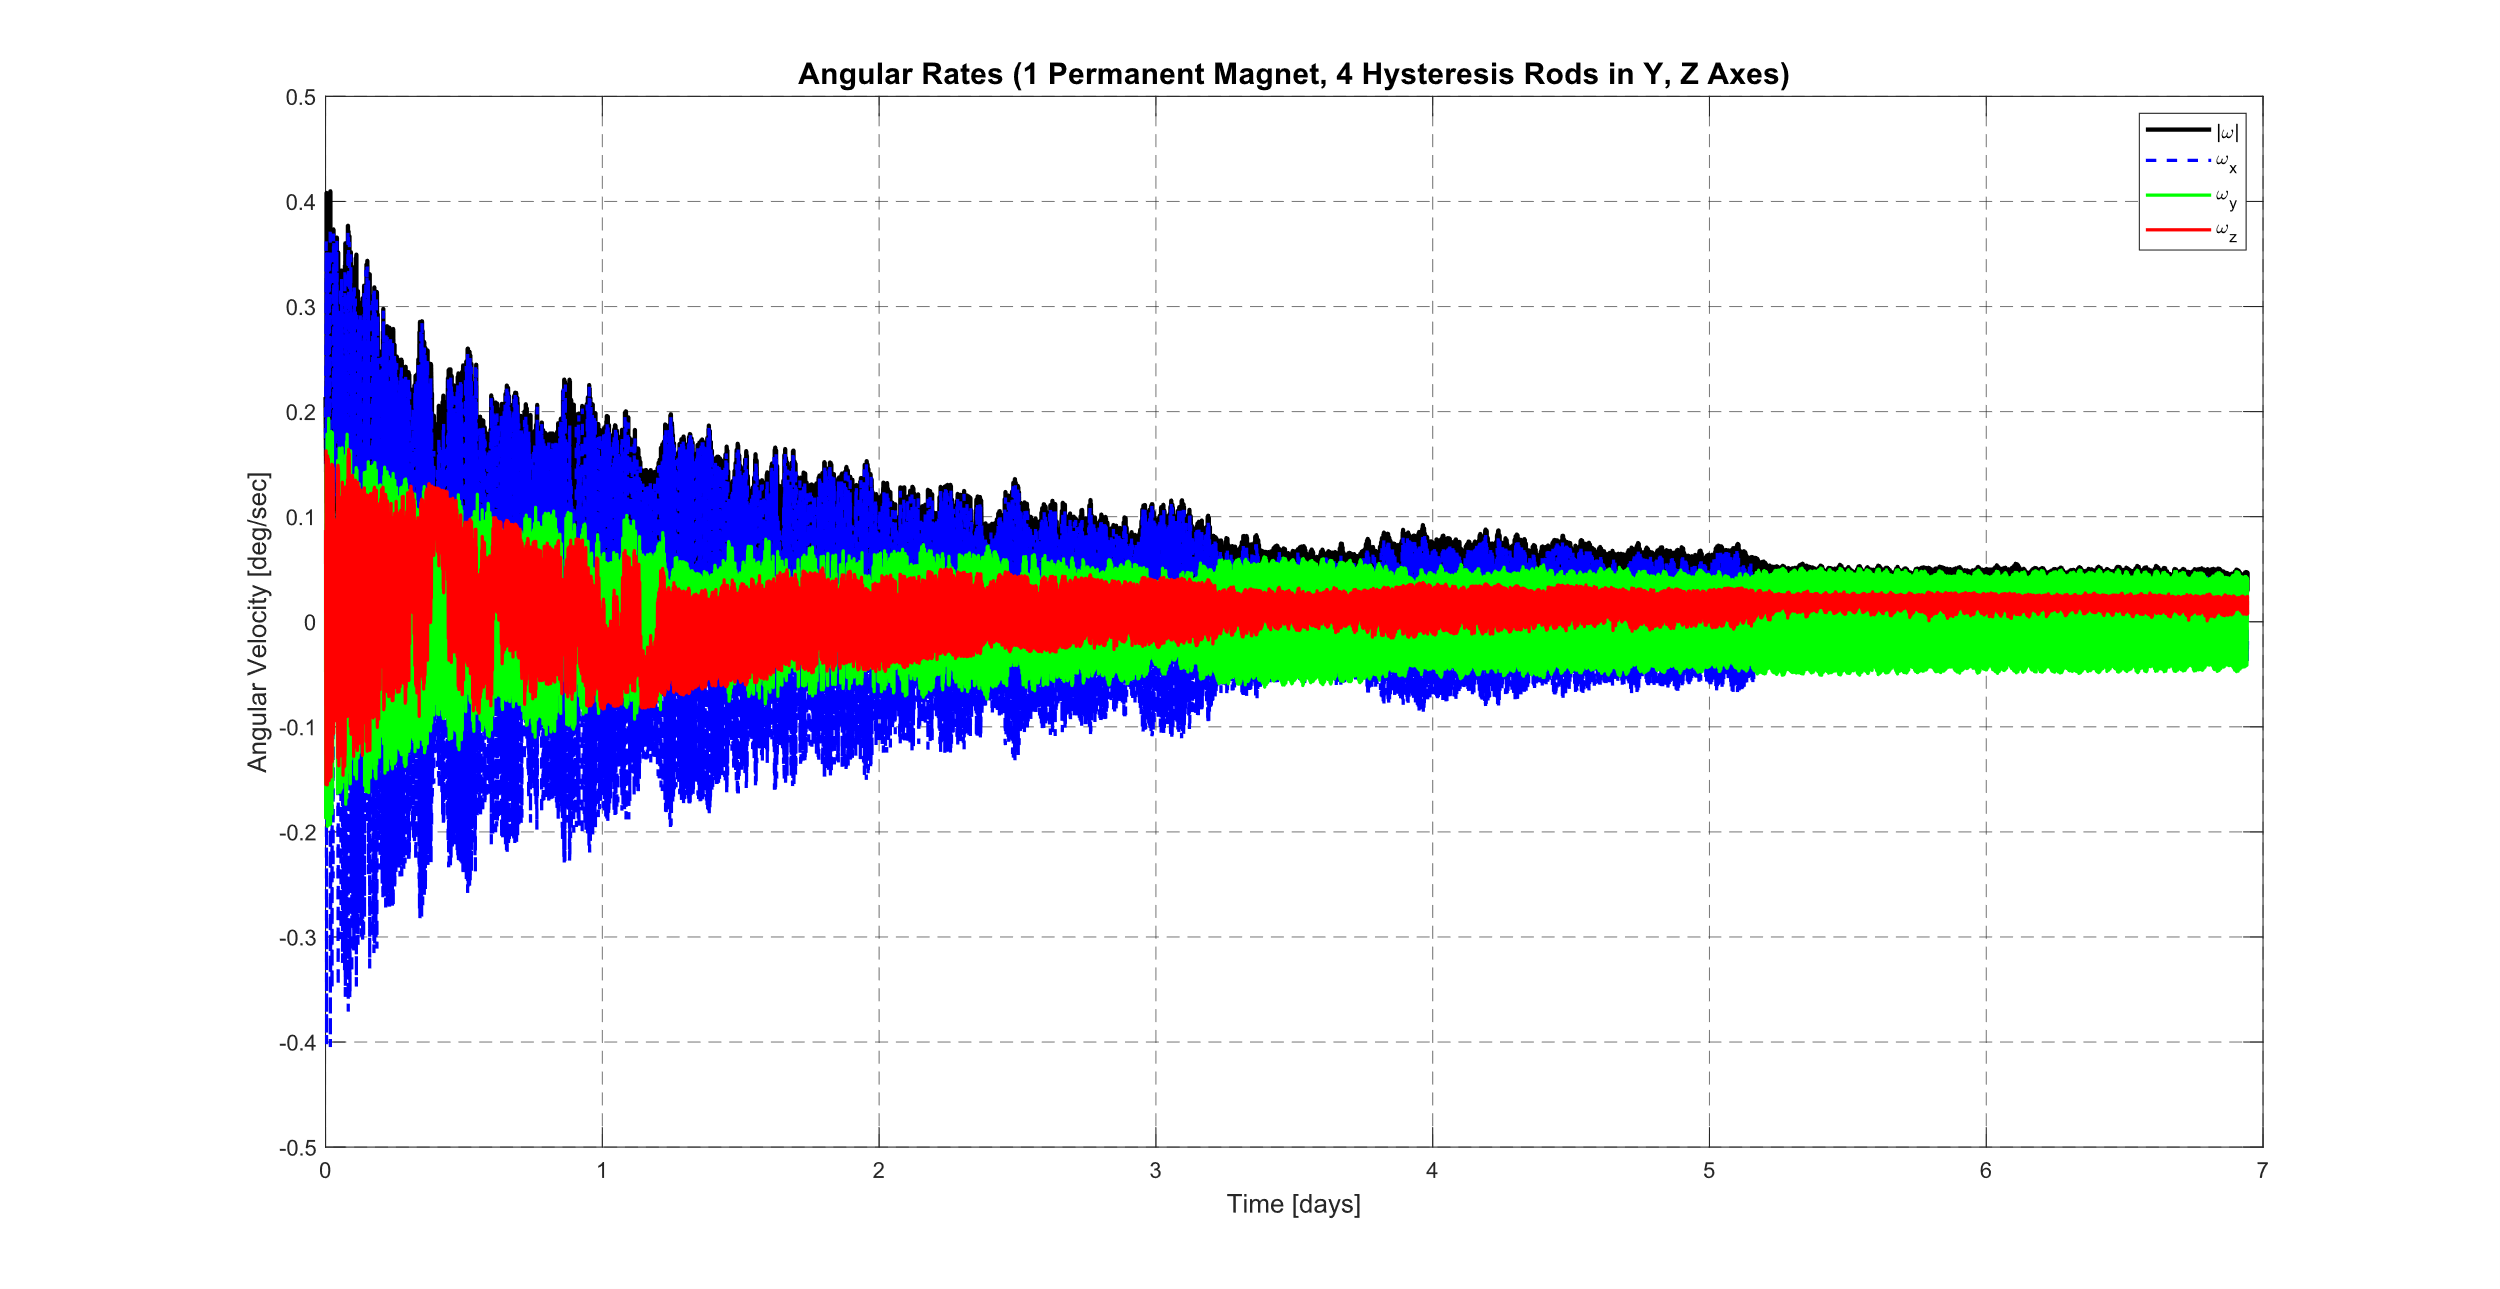 Angular Rates (1 Permanent Magnet, 4 Hysteresis Rods in Y, Z Axes)
|ω|
ωx
ωy
ωz
0.5
0.4
0.3
0.2
0.1
0
-0.1
-0.2
-0.3
-0.4
-0.5
Angular Velocity [deg/sec]
0 1 2 3 4 5 6 7
Time [days]